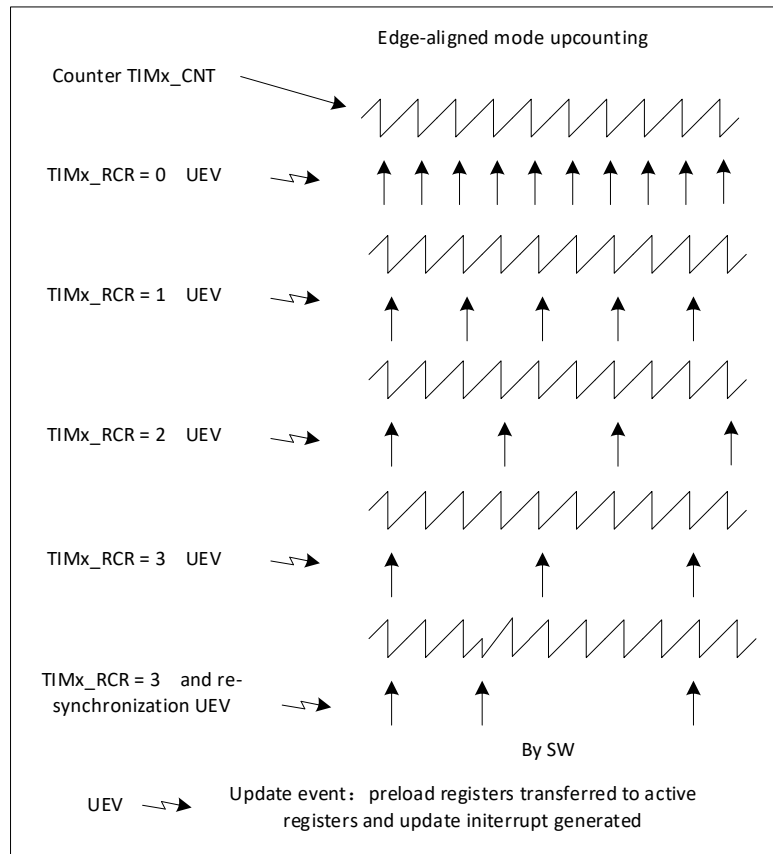 Edge-aligned mode upcounting
Counter TIMx_CNT
TIMx_RCR = 0 UEV
TIMx_RCR = 1 UEV
TIMx_RCR = 2 UEV
TIMx_RCR = 3 UEV
TIMx_RCR = 3 and re-
synchronization UEV
By SW
UEV
Update event：preload registers transferred to active
registers and update initerrupt generated